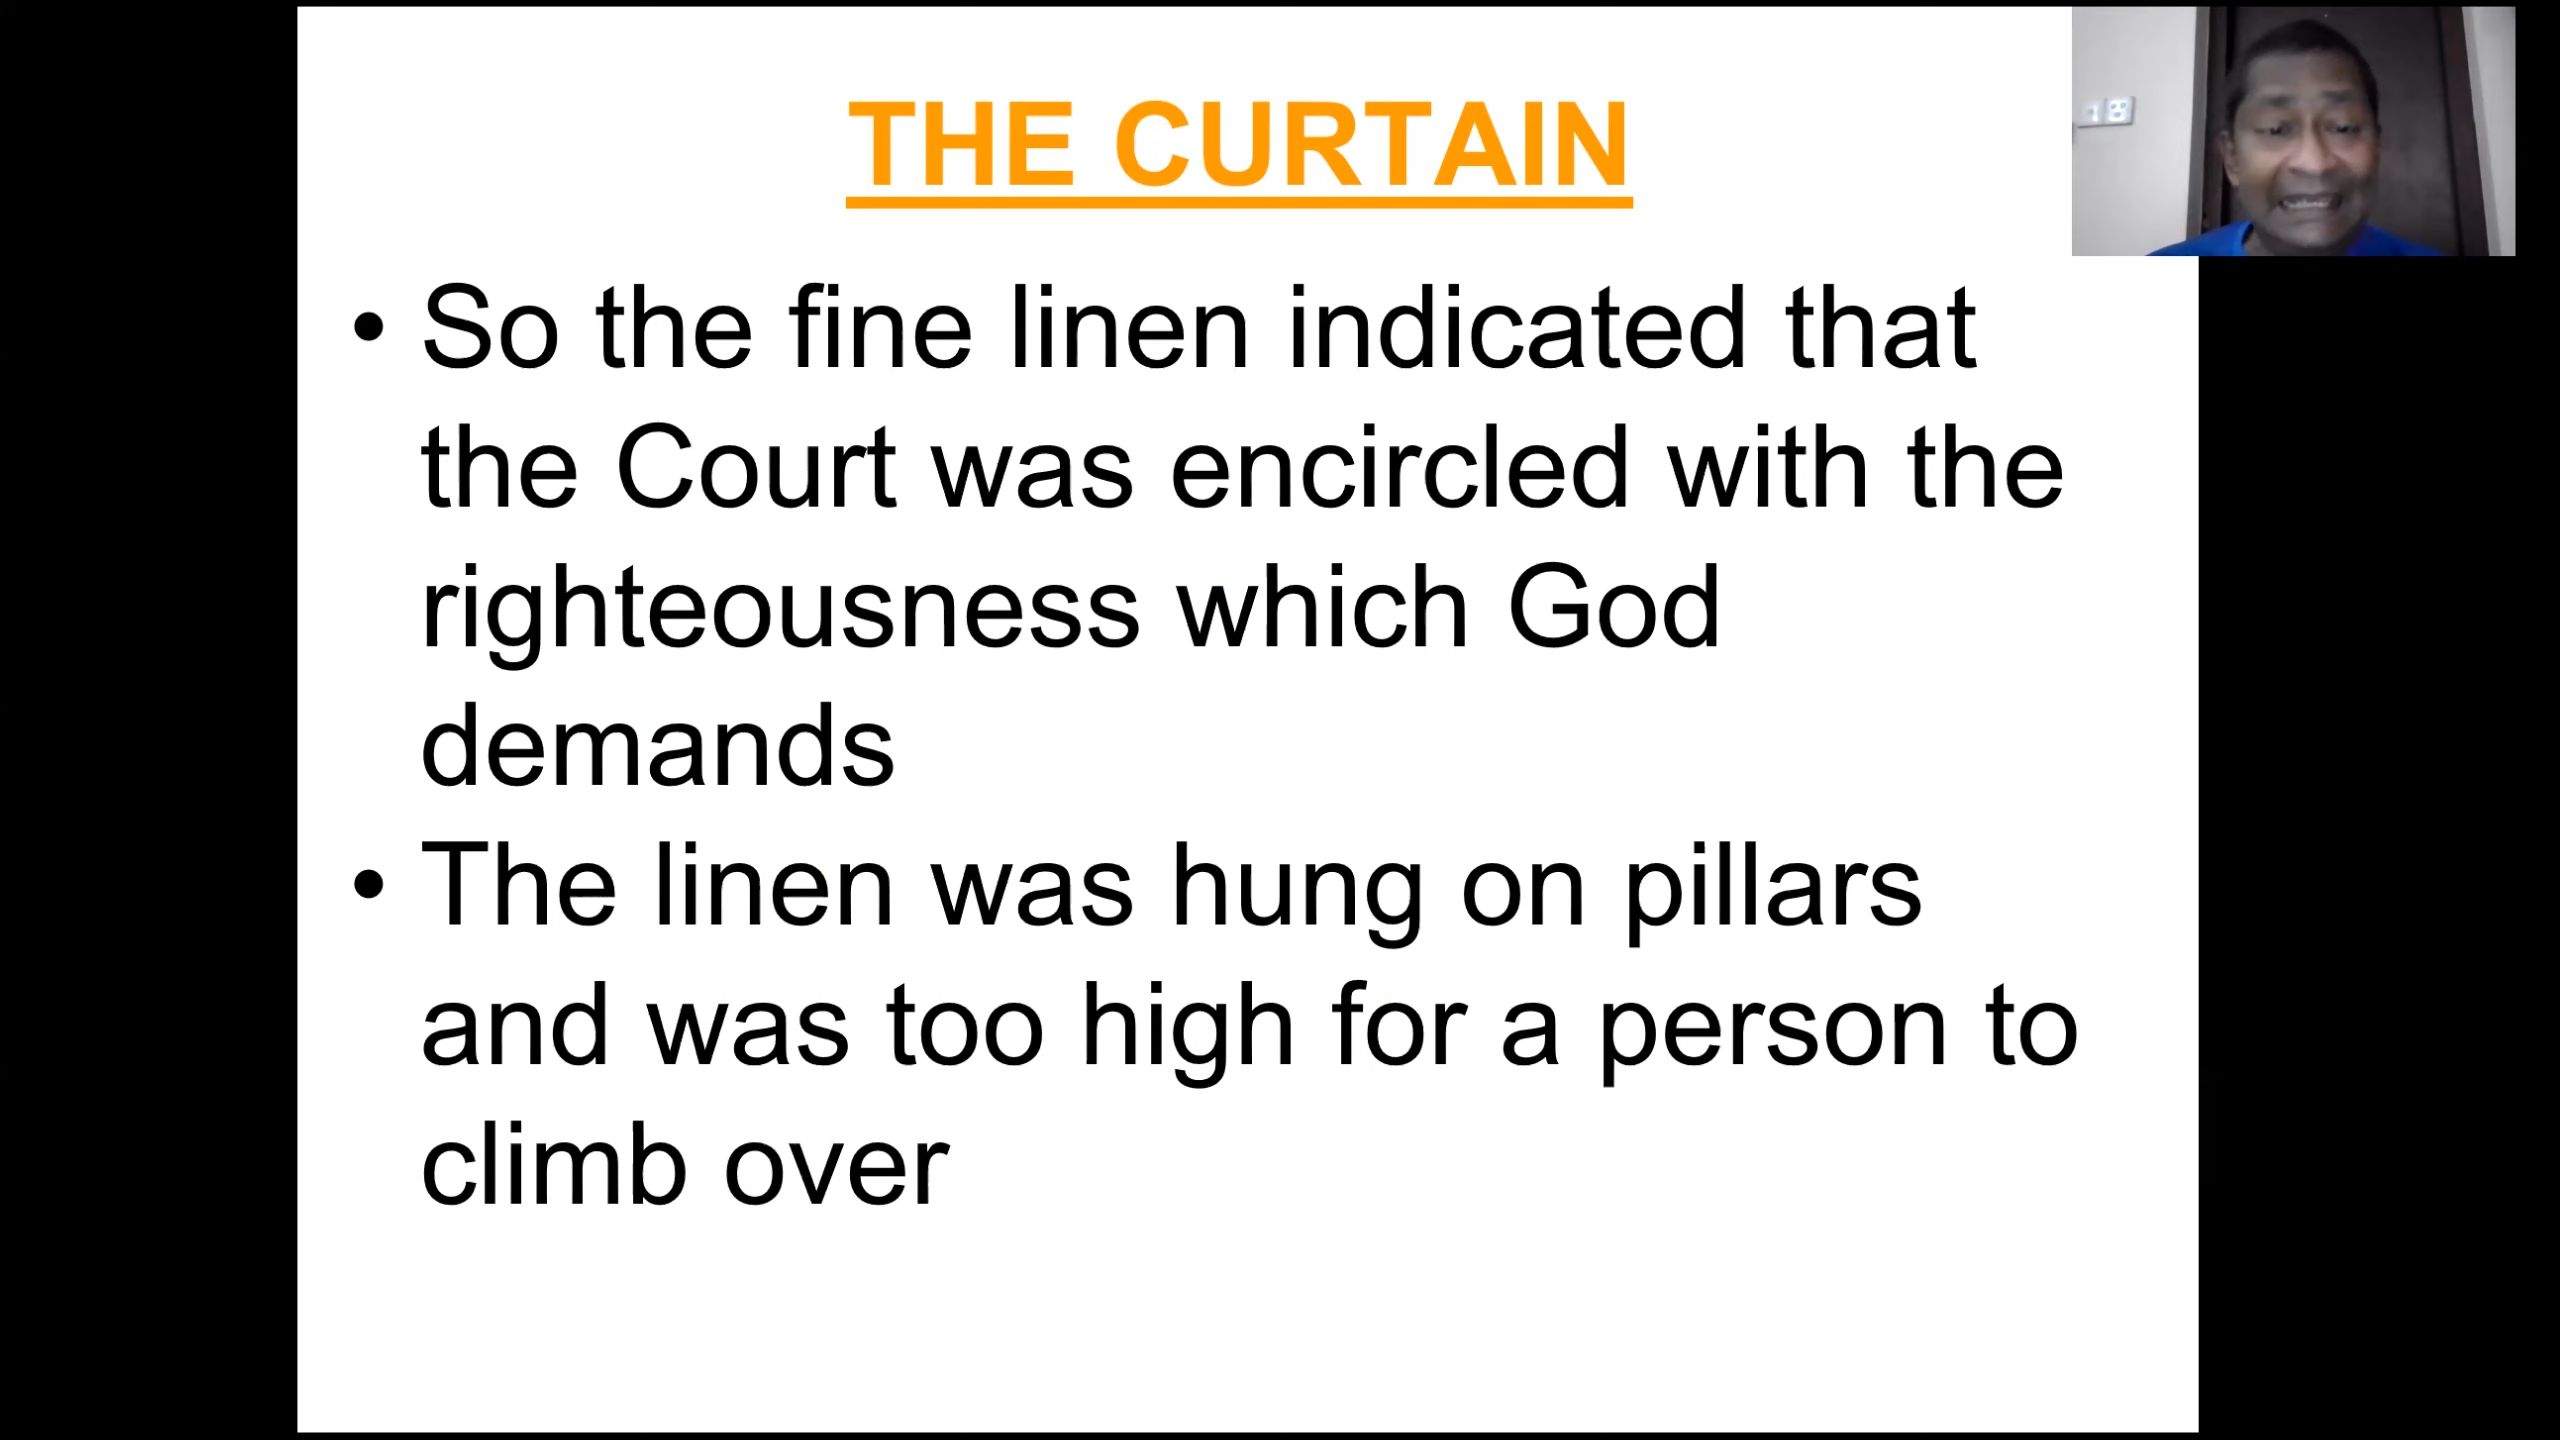 THE CURTAIN
• So the fine linen indicated that
the Court was encircled with the
righteousness which God
demands
• The linen was hung on pillars
and was too high for a person to
climb over